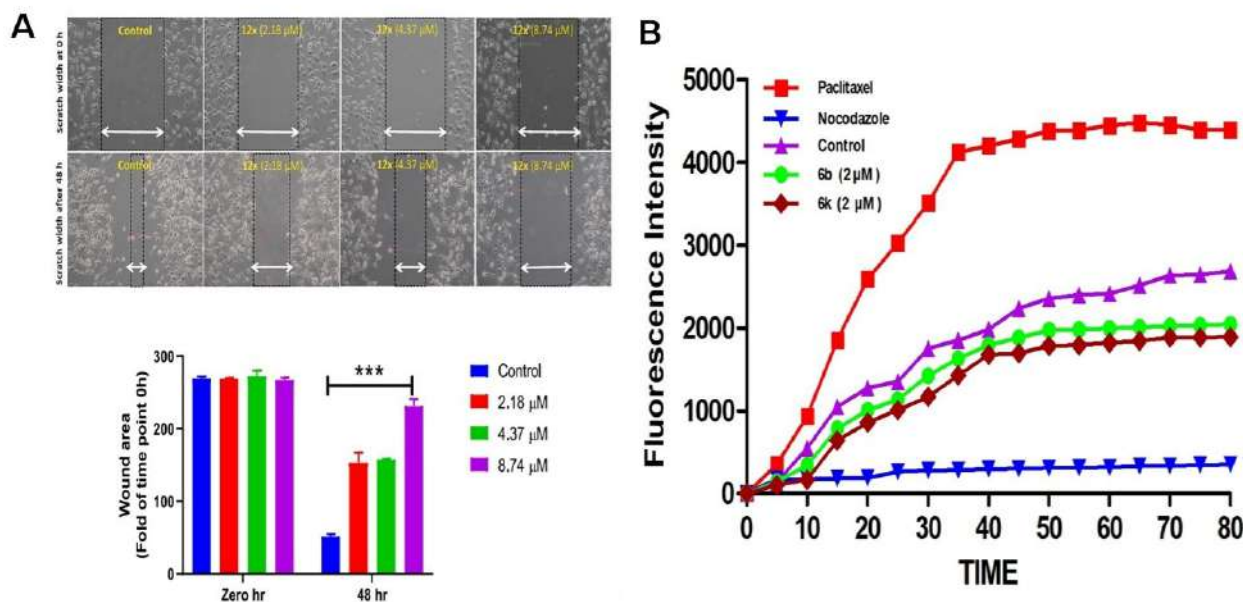 A
Scratch width at 0 h
Control
12x (2.18 µM)
12x (4.37 µM)
12x (8.74 µM)
Scratch width after 48 h
Control
12x (2.18 µM)
12x (4.37 µM)
12x (8.74 µM)
Wound area
(Fold of time point 0h)
300
200
100
0
***
Zero hr
48 hr
Control
2.18 µM
4.37 µM
8.74 µM
B
Fluorescence Intensity
5000
4000
3000
2000
1000
0
Paclitaxel
Nocodazole
Control
6b (2 µM)
6k (2 µM)
0 10 20 30 40 50 60 70 80
TIME